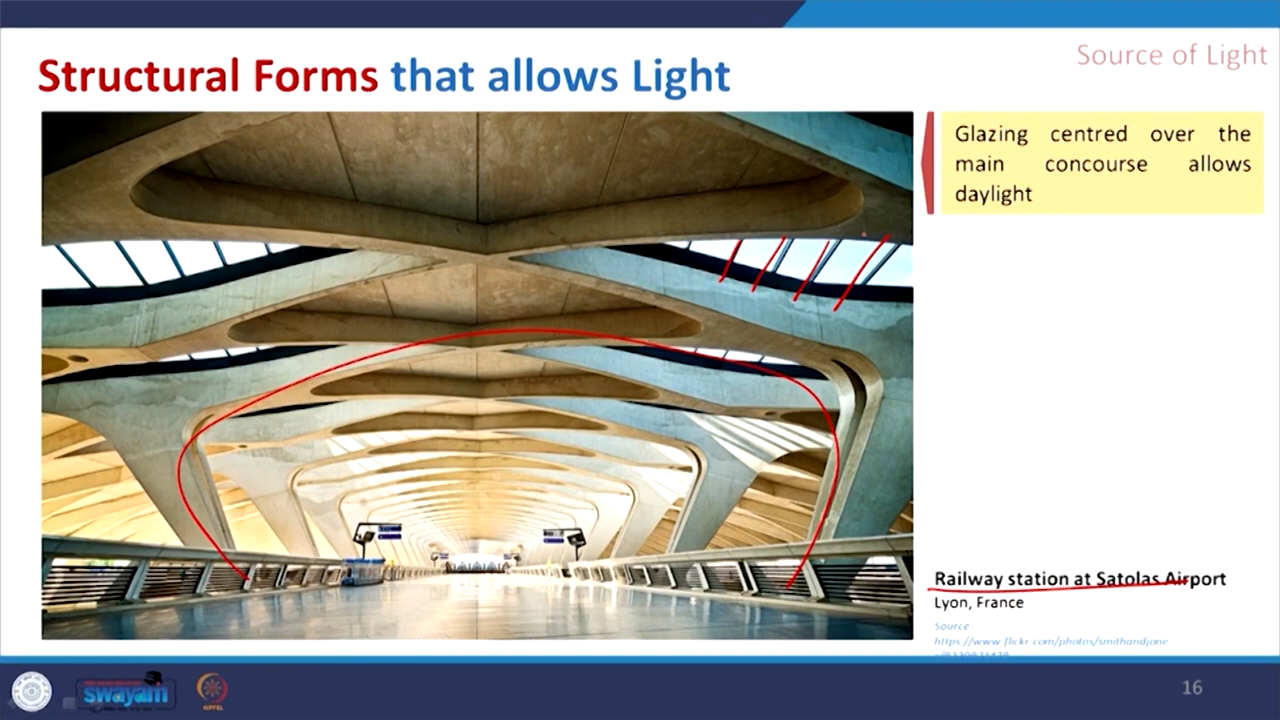 Source of Light
Structural Forms that allows Light
Glazing centred over the
main concourse allows
daylight
Railway station at Satolas Airport
Lyon, France
Source
https://www.flickr.com/photos/smithandjone
swayam
NPTEL
16